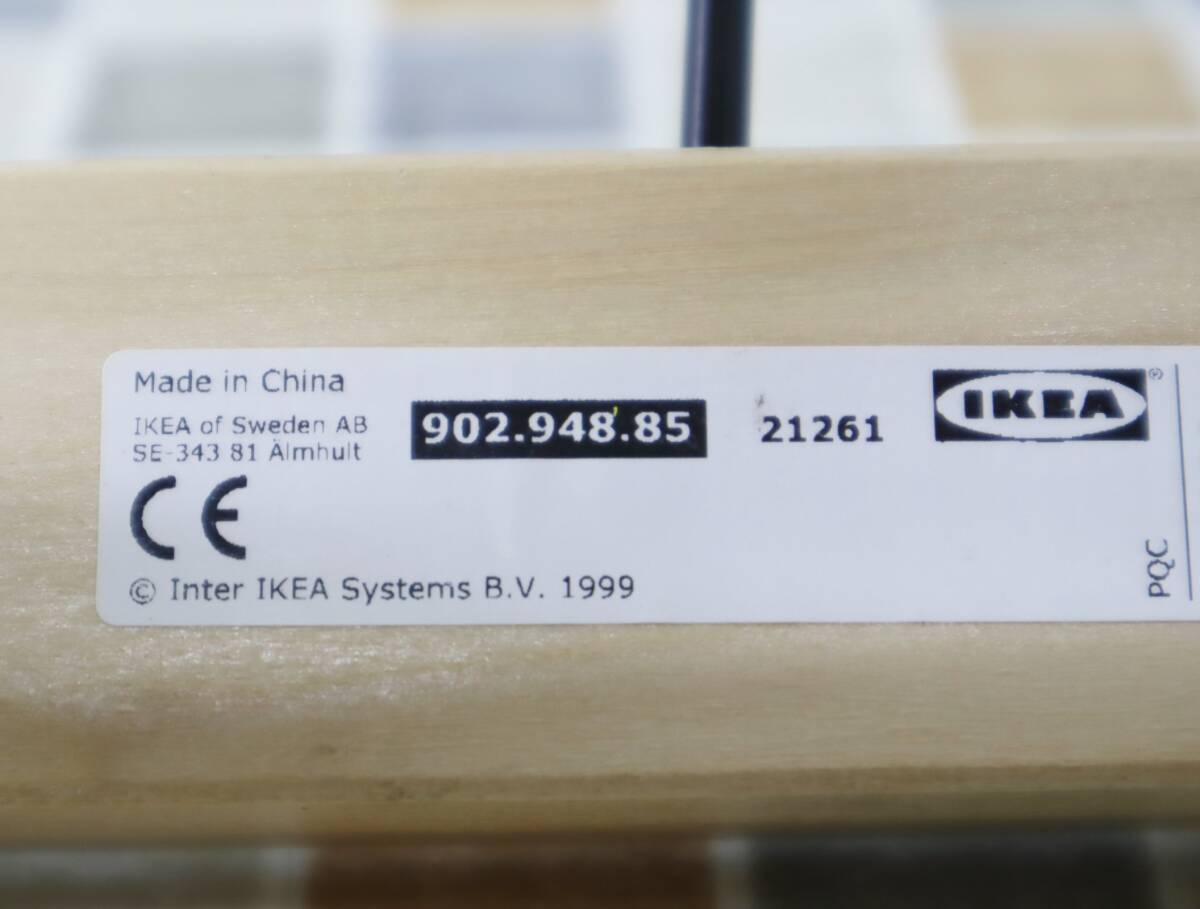 Made in China
IKEA of Sweden AB
SE-343 81 Älmhult
902.948.85
21261
IKEA®
CE
© Inter IKEA Systems B.V. 1999
PQC